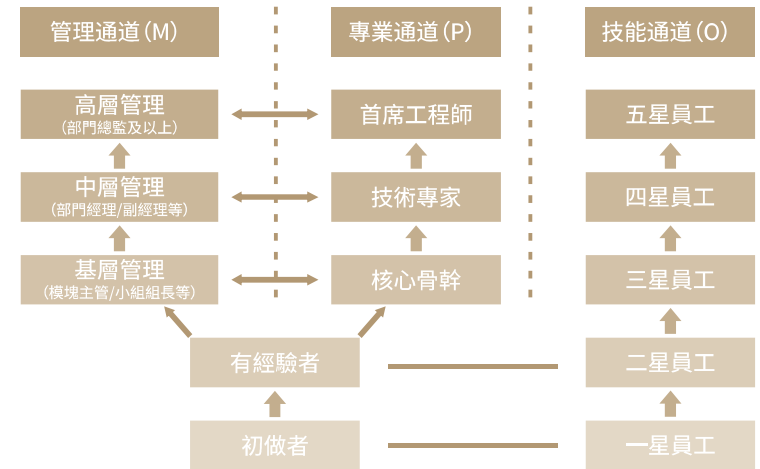 管理通道(M)
專業通道(P)
技能通道(O)
高層管理
(部門總監及以上)
首席工程師
五星員工
中層管理
(部門經理/副經理等)
技術專家
四星員工
基層管理
(模塊主管/小組組長等)
核心骨幹
三星員工
有經驗者
二星員工
初做者
一星員工